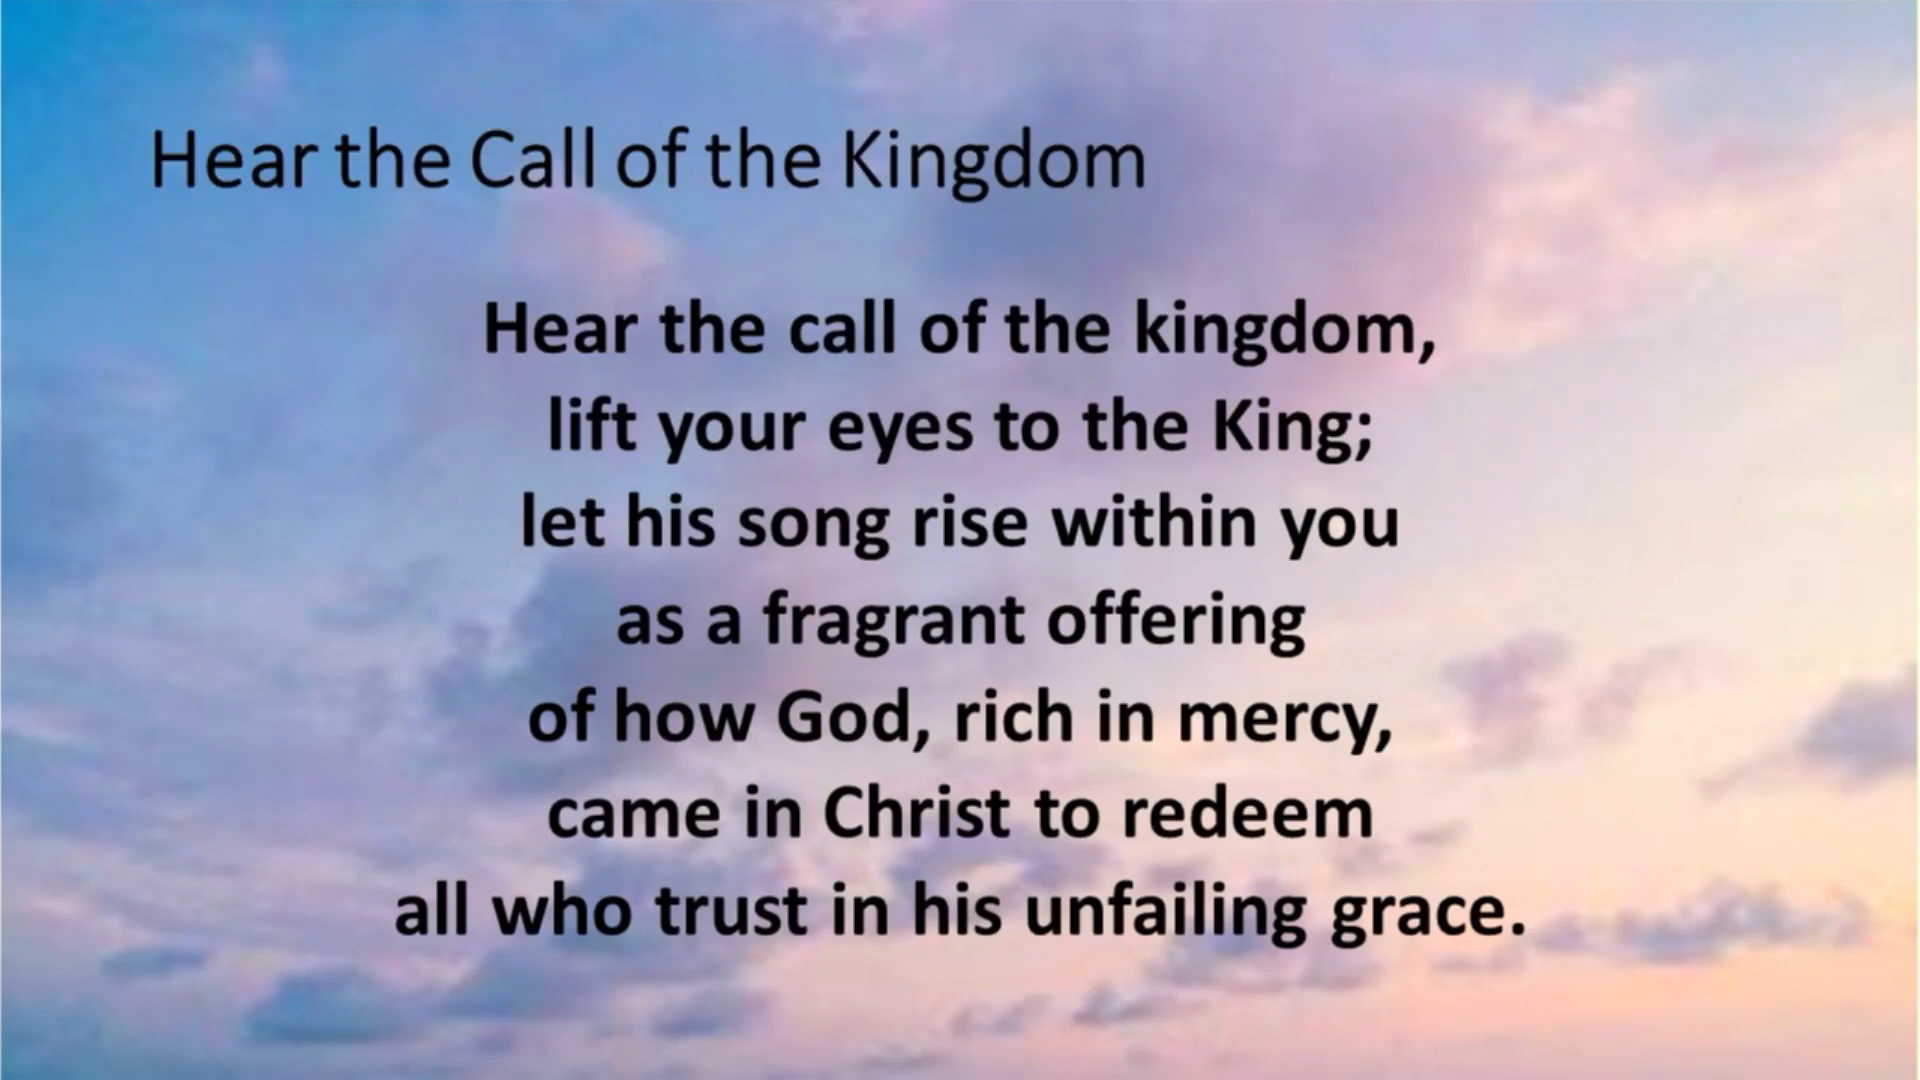 Hear the Call of the Kingdom
Hear the call of the kingdom,
lift your eyes to the King;
let his song rise within you
as a fragrant offering
of how God, rich in mercy,
came in Christ to redeem
all who trust in his unfailing grace.